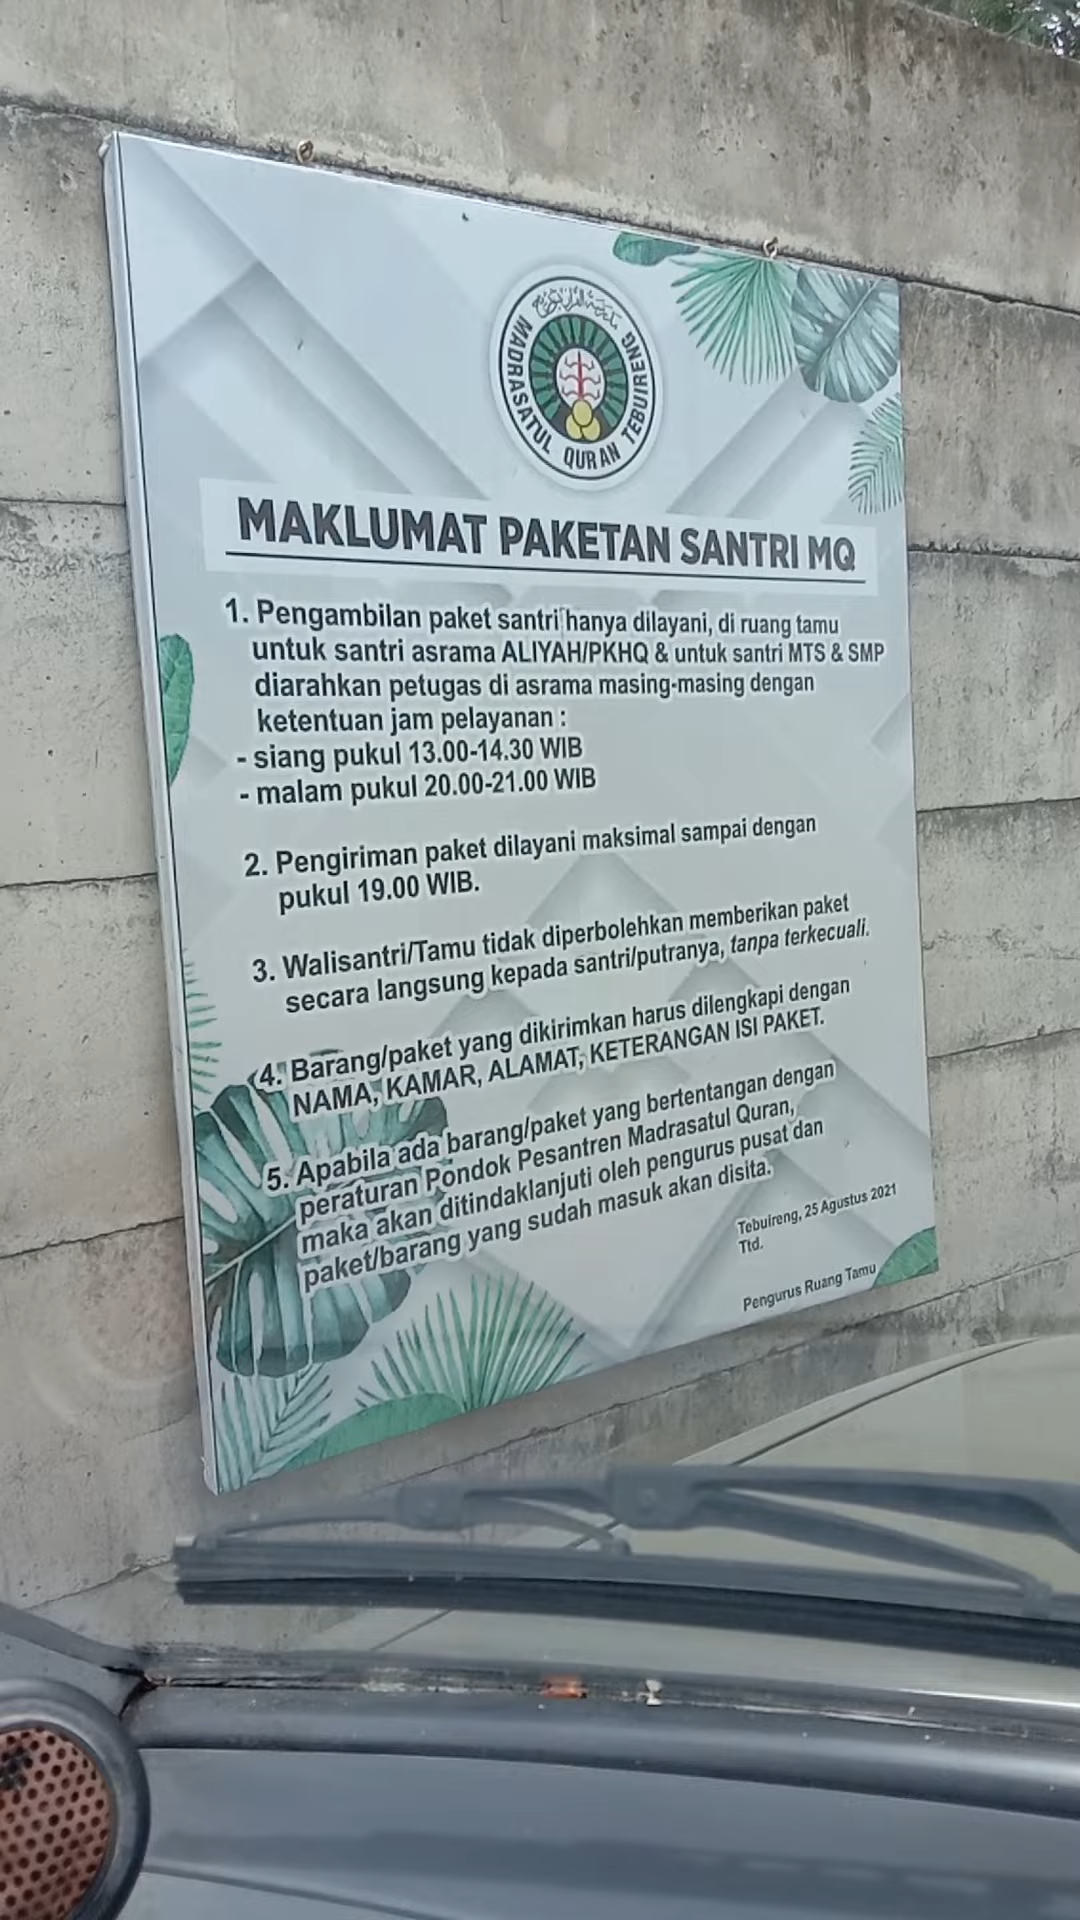 MADRASATUL QURAN TEBUIRENG
MAKLUMAT PAKETAN SANTRI MQ
1. Pengambilan paket santri hanya dilayani, di ruang tamu
untuk santri asrama ALIYAH/PKHQ & untuk santri MTS & SMP
diarahkan petugas di asrama masing-masing dengan
ketentuan jam pelayanan :
- siang pukul 13.00-14.30 WIB
- malam pukul 20.00-21.00 WIB
2. Pengiriman paket dilayani maksimal sampai dengan
pukul 19.00 WIB.
3. Walisantri/Tamu tidak diperbolehkan memberikan paket
secara langsung kepada santri/putranya, tanpa terkecuali.
4. Barang/paket yang dikirimkan harus dilengkapi dengan
NAMA, KAMAR, ALAMAT, KETERANGAN ISI PAKET.
5. Apabila ada barang/paket yang bertentangan dengan
peraturan Pondok Pesantren Madrasatul Quran,
maka akan ditindaklanjuti oleh pengurus pusat dan
paket/barang yang sudah masuk akan disita.
Tebuireng, 25 Agustus 2021
Ttd.
Pengurus Ruang Tamu